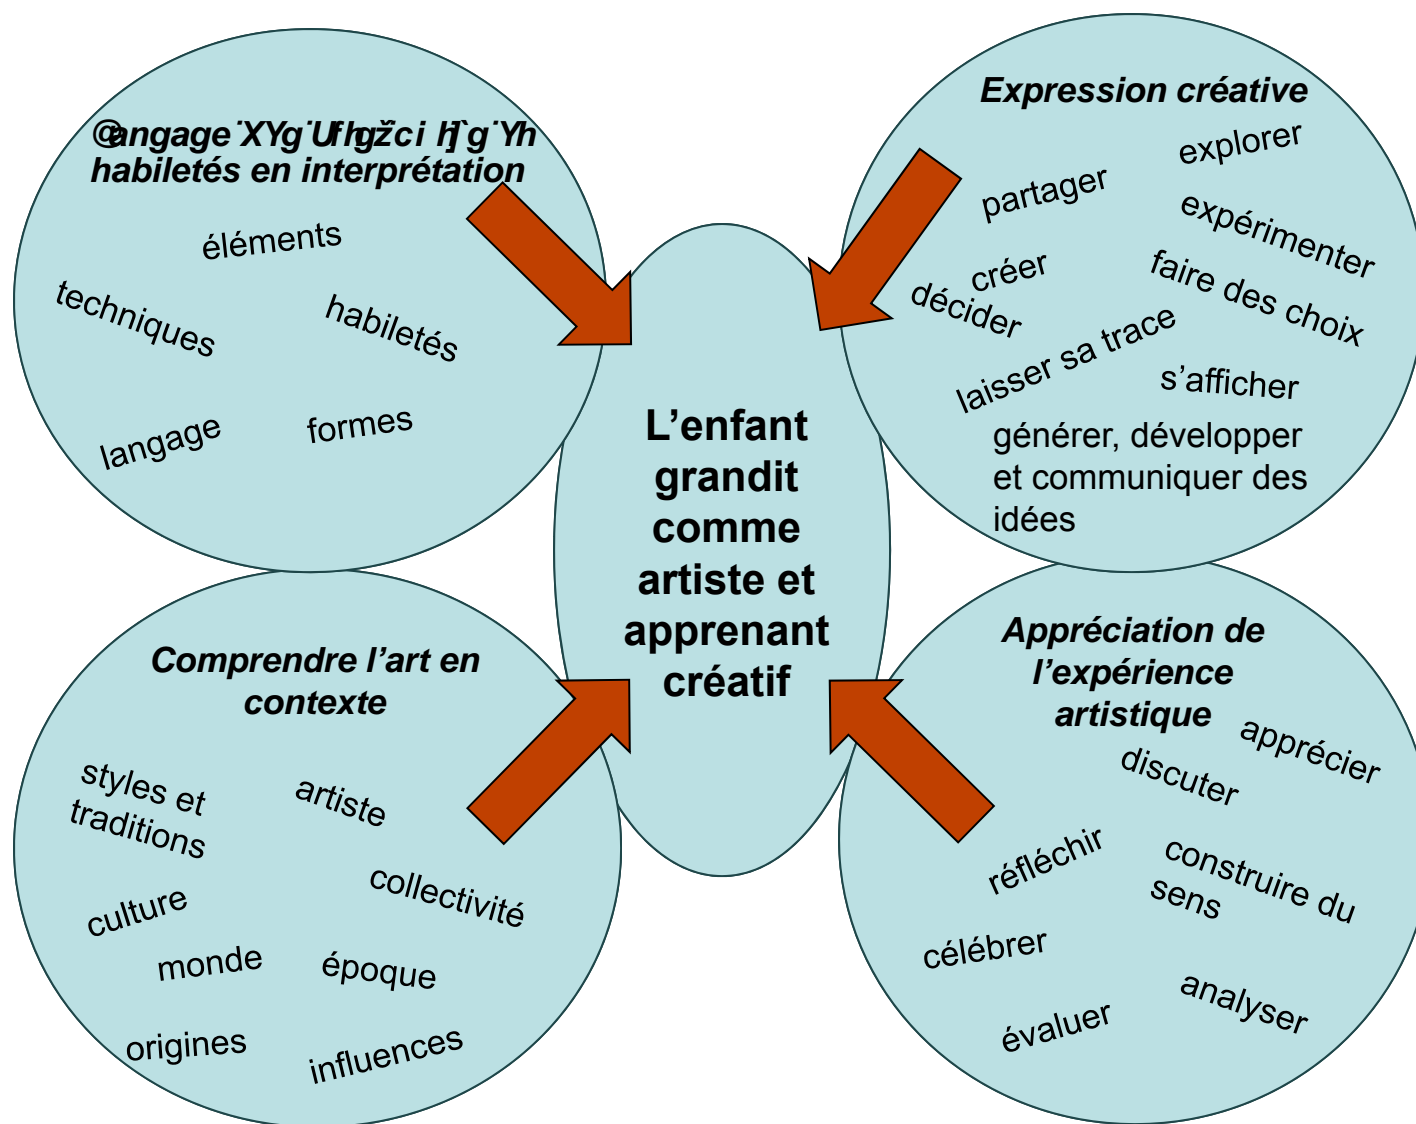 habiletés en interprétation
éléments
techniques
habiletés
langage
formes
Expression créative
explorer
partager
expérimenter
créer
faire des choix
décider
laisser sa trace
s’afficher
générer, développer
et communiquer des
idées
L’enfant
grandit
comme
artiste et
apprenant
créatif
Comprendre l’art en
contexte
styles et
traditions
artiste
collectivité
culture
monde
époque
origines
influences
Appréciation de
l’expérience
artistique
apprécier
discuter
réfléchir
construire du
sens
célébrer
analyser
évaluer